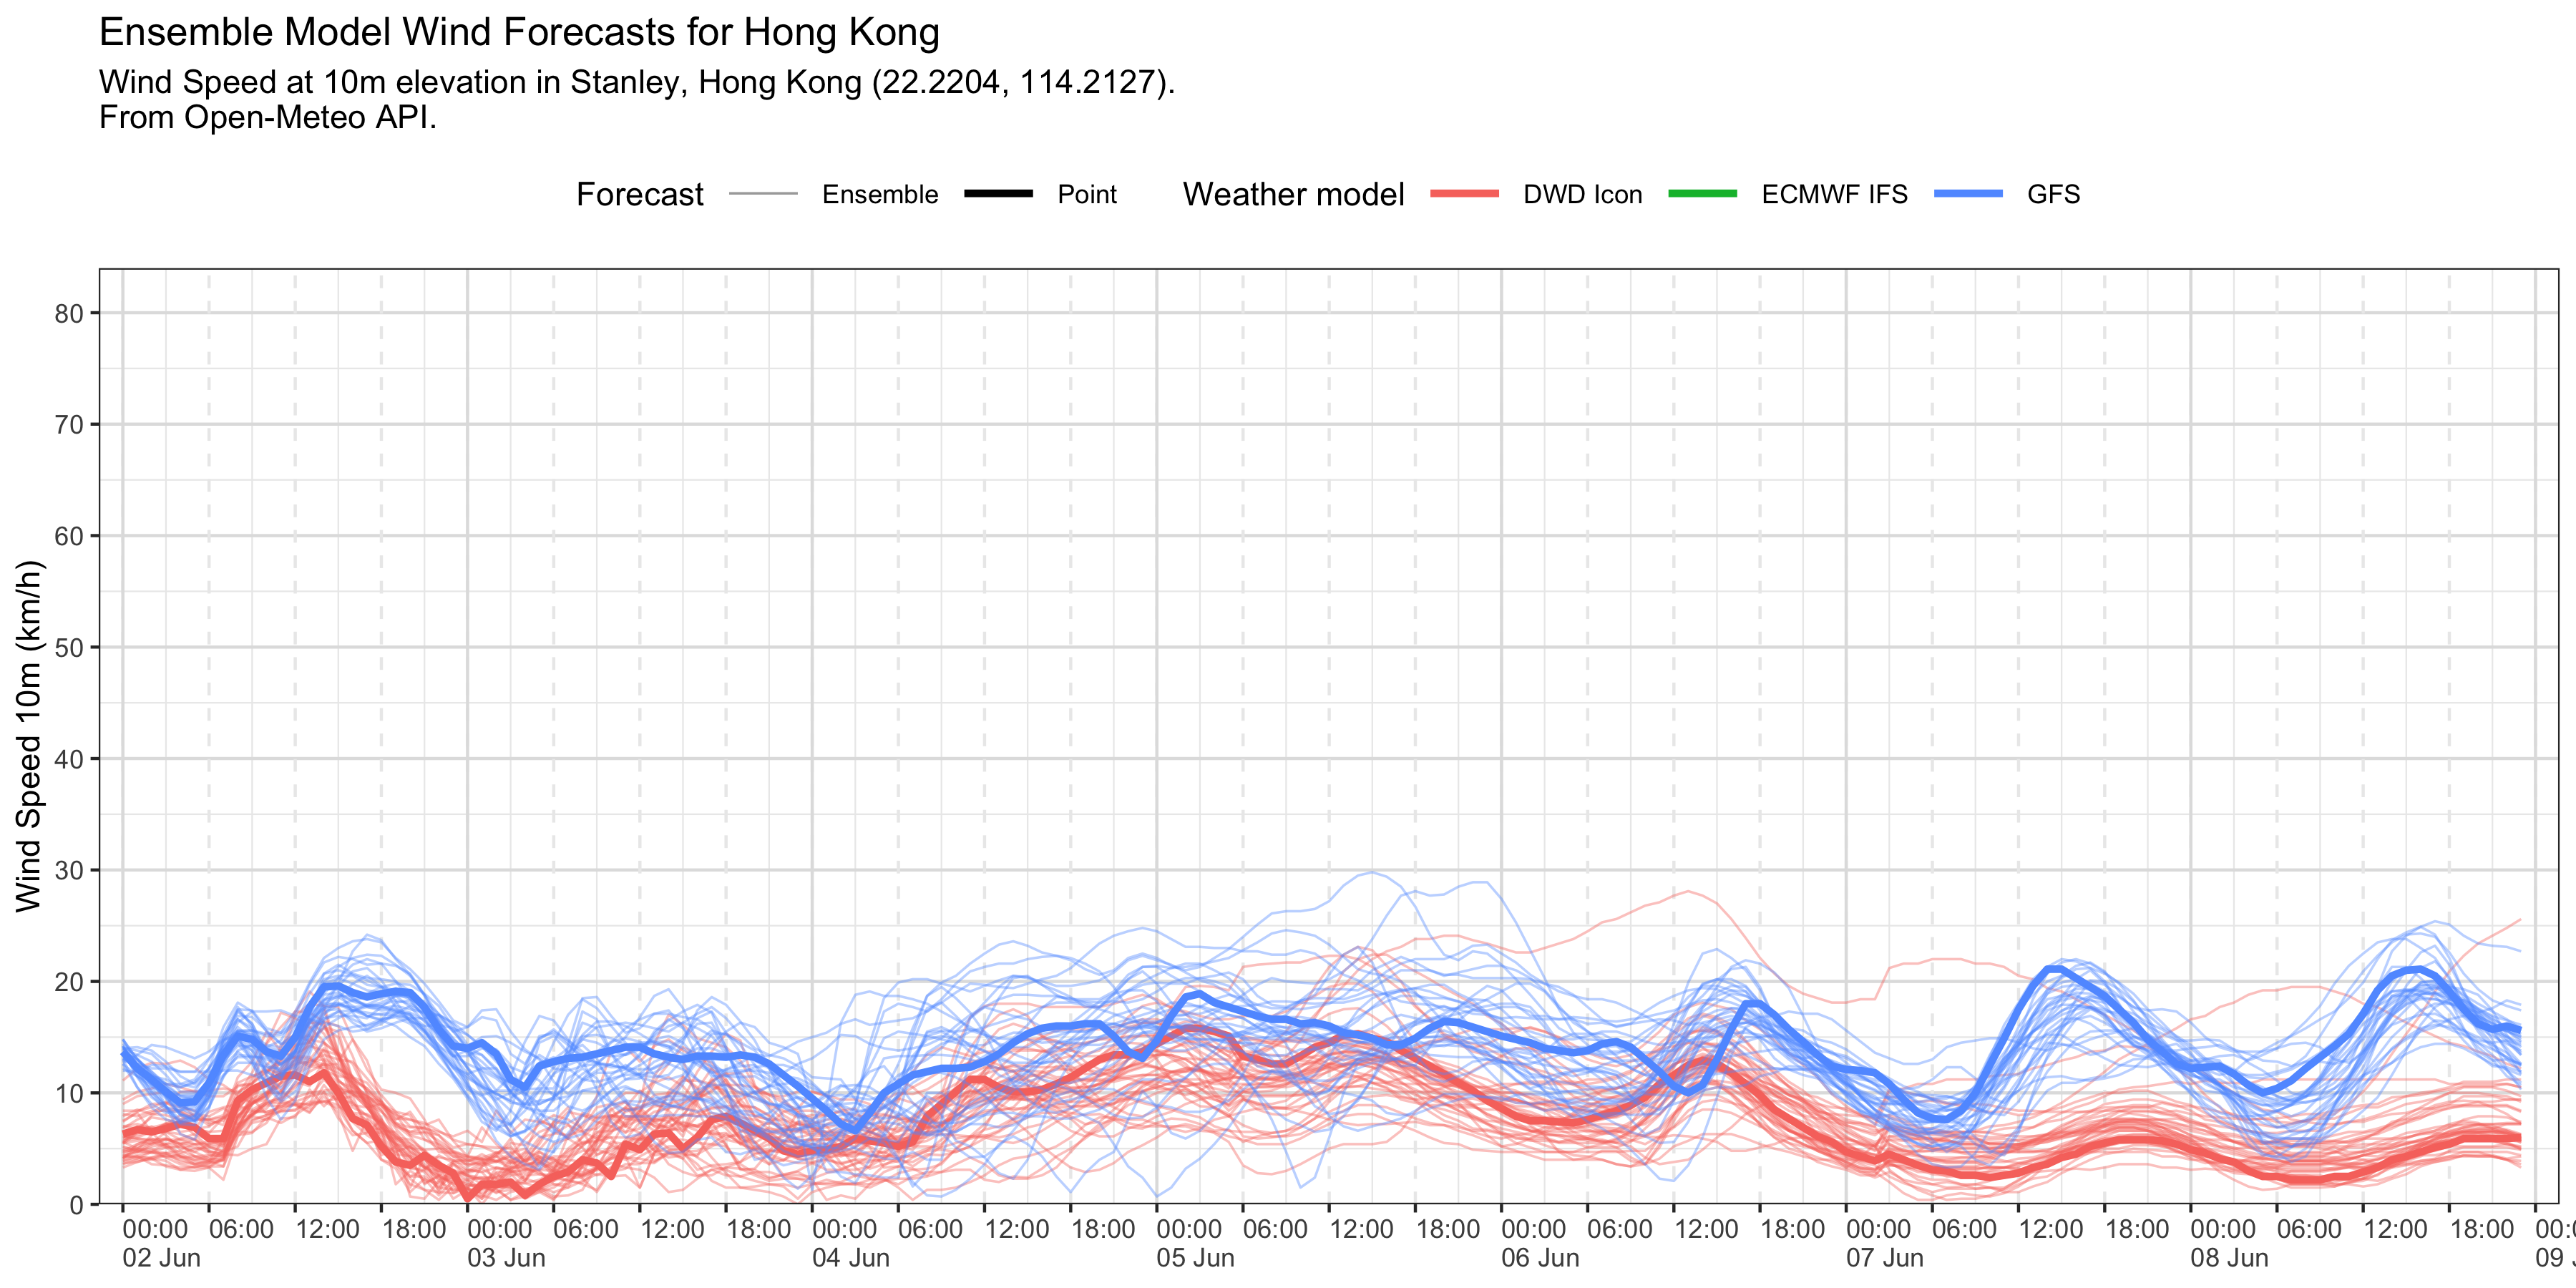 Ensemble Model Wind Forecasts for Hong Kong
Wind Speed at 10m elevation in Stanley, Hong Kong (22.2204, 114.2127).
From Open-Meteo API.
Forecast Ensemble Point Weather model DWD Icon ECMWF IFS GFS
Wind Speed 10m (km/h)
80
70
60
50
40
30
20
10
0
00:00 06:00 12:00 18:00 00:00 06:00 12:00 18:00 00:00 06:00 12:00 18:00 00:00 06:00 12:00 18:00 00:00 06:00 12:00 18:00 00:00 06:00 12:00 18:00 00:00 06:00 12:00 18:00 00:0
02 Jun 03 Jun 04 Jun 05 Jun 06 Jun 07 Jun 08 Jun 09